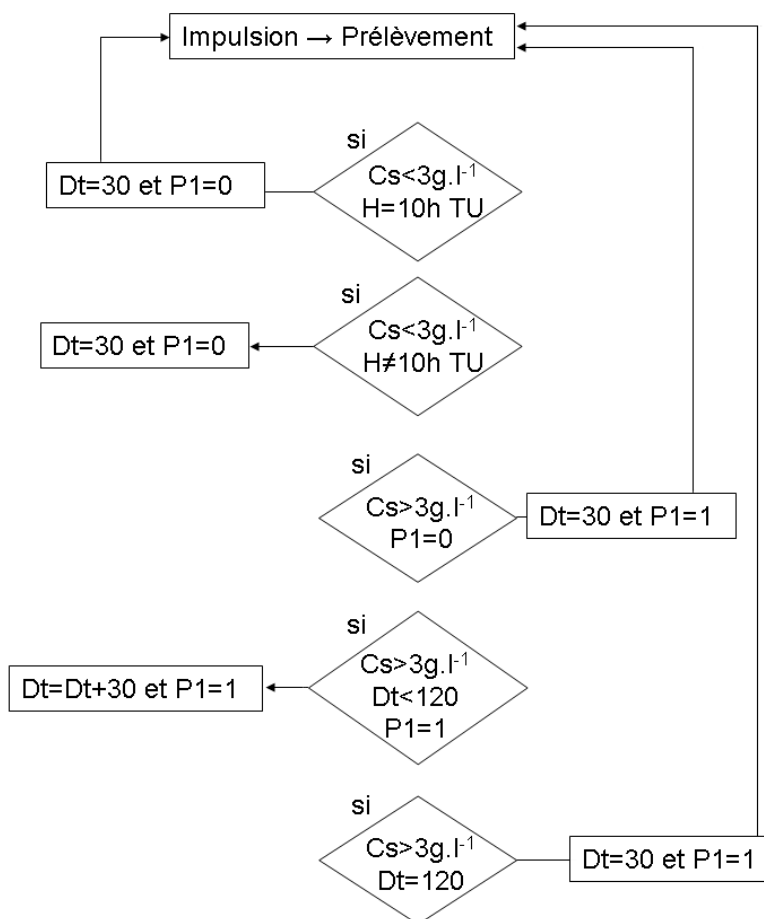 Impulsion → Prélèvement
si
Cs<3g.l⁻¹
H=10h TU
Dt=30 et P1=0
si
Cs<3g.l⁻¹
H≠10h TU
Dt=30 et P1=0
si
Cs>3g.l⁻¹
P1=0
Dt=30 et P1=1
si
Cs>3g.l⁻¹
Dt<120
P1=1
Dt=Dt+30 et P1=1
si
Cs>3g.l⁻¹
Dt=120
Dt=30 et P1=1